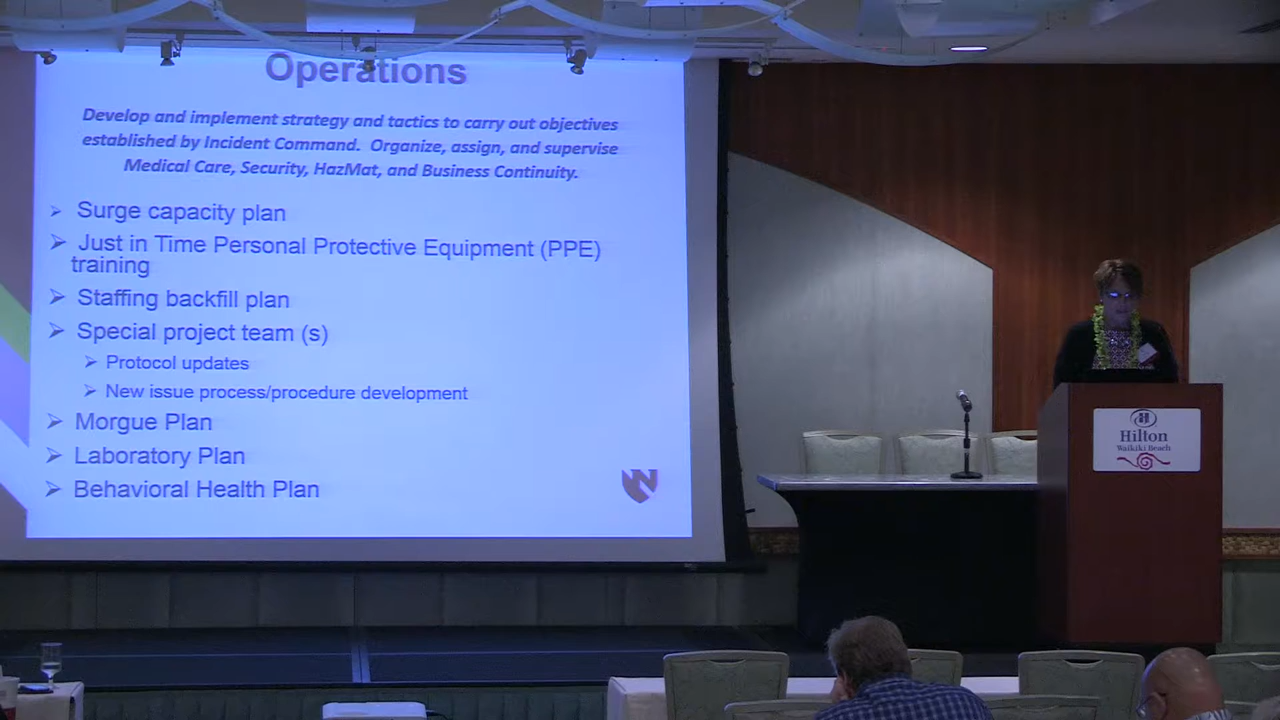 Operations
Develop and implement strategy and tactics to carry out objectives
established by Incident Command. Organize, assign, and supervise
Medical Care, Security, HazMat, and Business Continuity.
Surge capacity plan
Just in Time Personal Protective Equipment (PPE)
training
Staffing backfill plan
Special project team (s)
Protocol updates
New issue process/procedure development
Morgue Plan
Laboratory Plan
Behavioral Health Plan
N
H
Hilton
Waikiki Beach